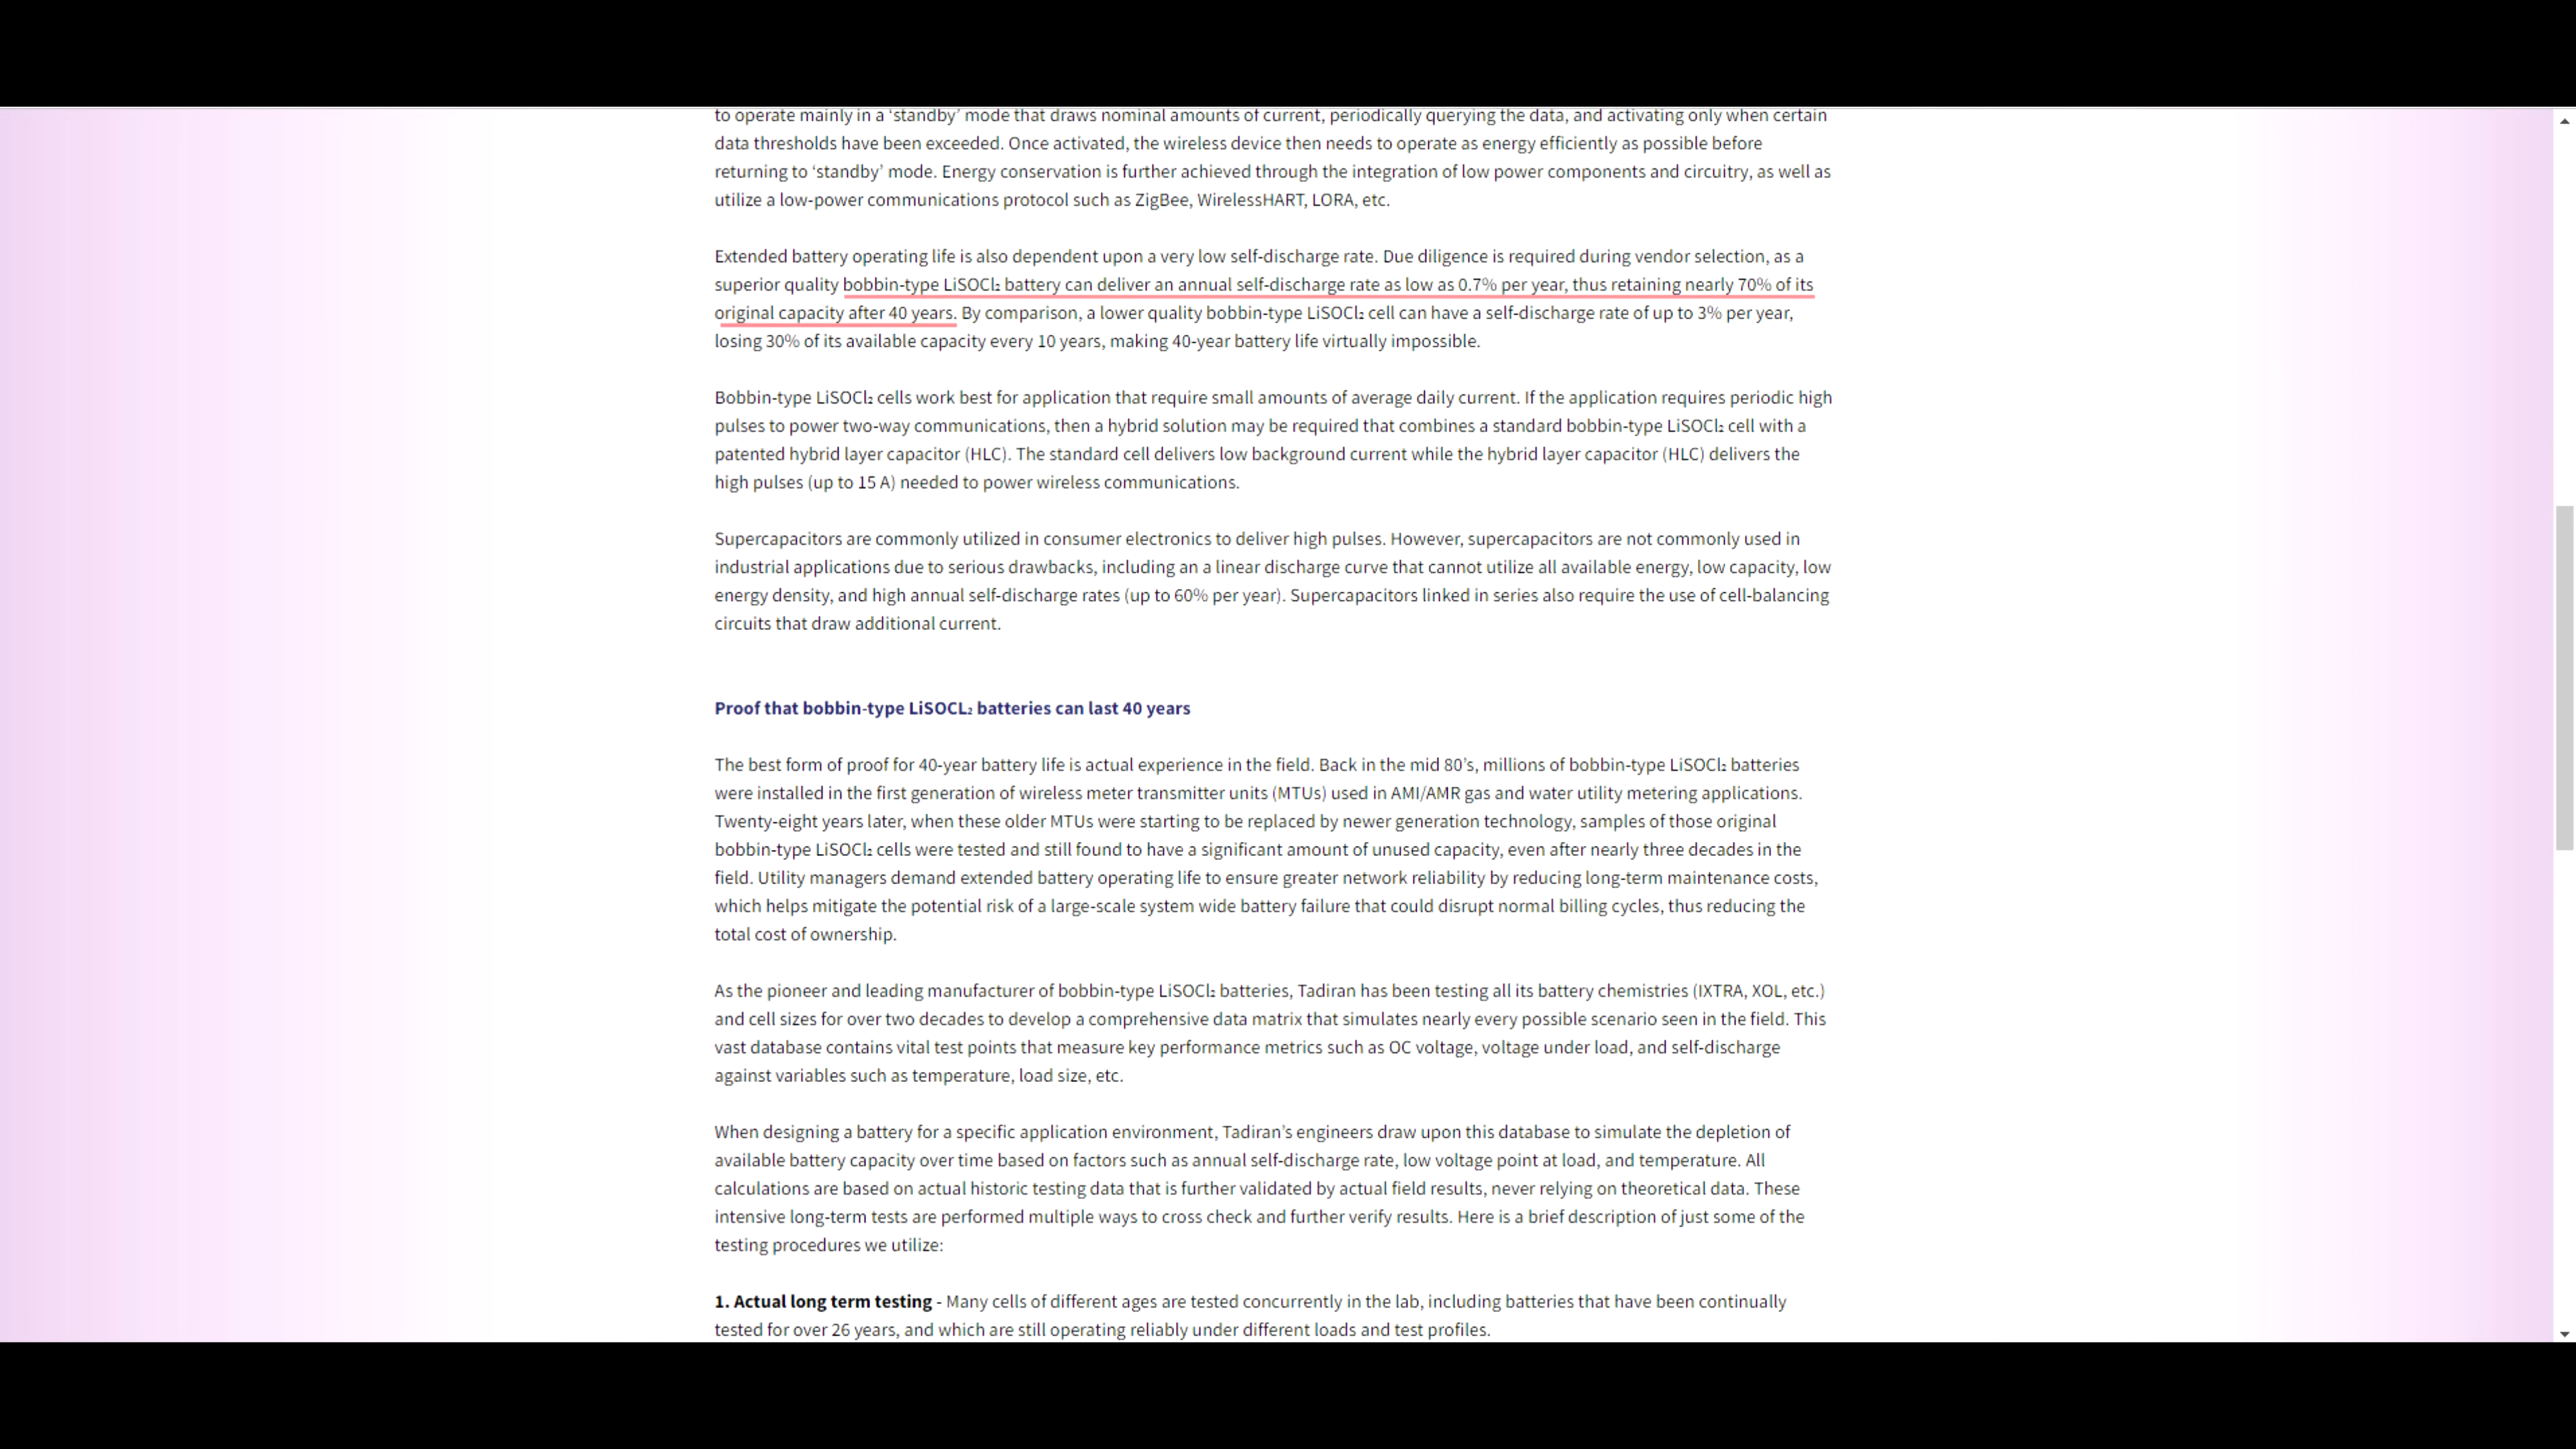 to operate mainly in a ‘standby’ mode that draws nominal amounts of current, periodically querying the data, and activating only when certain
data thresholds have been exceeded. Once activated, the wireless device then needs to operate as energy efficiently as possible before
returning to ‘standby’ mode. Energy conservation is further achieved through the integration of low power components and circuitry, as well as
utilize a low-power communications protocol such as ZigBee, WirelessHART, LORA, etc.
Extended battery operating life is also dependent upon a very low self-discharge rate. Due diligence is required during vendor selection, as a
superior quality bobbin-type LiSOCl₂ battery can deliver an annual self-discharge rate as low as 0.7% per year, thus retaining nearly 70% of its
original capacity after 40 years. By comparison, a lower quality bobbin-type LiSOCl₂ cell can have a self-discharge rate of up to 3% per year,
losing 30% of its available capacity every 10 years, making 40-year battery life virtually impossible.
Bobbin-type LiSOCl₂ cells work best for application that require small amounts of average daily current. If the application requires periodic high
pulses to power two-way communications, then a hybrid solution may be required that combines a standard bobbin-type LiSOCl₂ cell with a
patented hybrid layer capacitor (HLC). The standard cell delivers low background current while the hybrid layer capacitor (HLC) delivers the
high pulses (up to 15 A) needed to power wireless communications.
Supercapacitors are commonly utilized in consumer electronics to deliver high pulses. However, supercapacitors are not commonly used in
industrial applications due to serious drawbacks, including an a linear discharge curve that cannot utilize all available energy, low capacity, low
energy density, and high annual self-discharge rates (up to 60% per year). Supercapacitors linked in series also require the use of cell-balancing
circuits that draw additional current.
Proof that bobbin-type LiSOCL₂ batteries can last 40 years
The best form of proof for 40-year battery life is actual experience in the field. Back in the mid 80’s, millions of bobbin-type LiSOCl₂ batteries
were installed in the first generation of wireless meter transmitter units (MTUs) used in AMI/AMR gas and water utility metering applications.
Twenty-eight years later, when these older MTUs were starting to be replaced by newer generation technology, samples of those original
bobbin-type LiSOCl₂ cells were tested and still found to have a significant amount of unused capacity, even after nearly three decades in the
field. Utility managers demand extended battery operating life to ensure greater network reliability by reducing long-term maintenance costs,
which helps mitigate the potential risk of a large-scale system wide battery failure that could disrupt normal billing cycles, thus reducing the
total cost of ownership.
As the pioneer and leading manufacturer of bobbin-type LiSOCl₂ batteries, Tadiran has been testing all its battery chemistries (IXTRA, XOL, etc.)
and cell sizes for over two decades to develop a comprehensive data matrix that simulates nearly every possible scenario seen in the field. This
vast database contains vital test points that measure key performance metrics such as OC voltage, voltage under load, and self-discharge
against variables such as temperature, load size, etc.
When designing a battery for a specific application environment, Tadiran’s engineers draw upon this database to simulate the depletion of
available battery capacity over time based on factors such as annual self-discharge rate, low voltage point at load, and temperature. All
calculations are based on actual historic testing data that is further validated by actual field results, never relying on theoretical data. These
intensive long-term tests are performed multiple ways to cross check and further verify results. Here is a brief description of just some of the
testing procedures we utilize:
1. Actual long term testing - Many cells of different ages are tested concurrently in the lab, including batteries that have been continually
tested for over 26 years, and which are still operating reliably under different loads and test profiles.